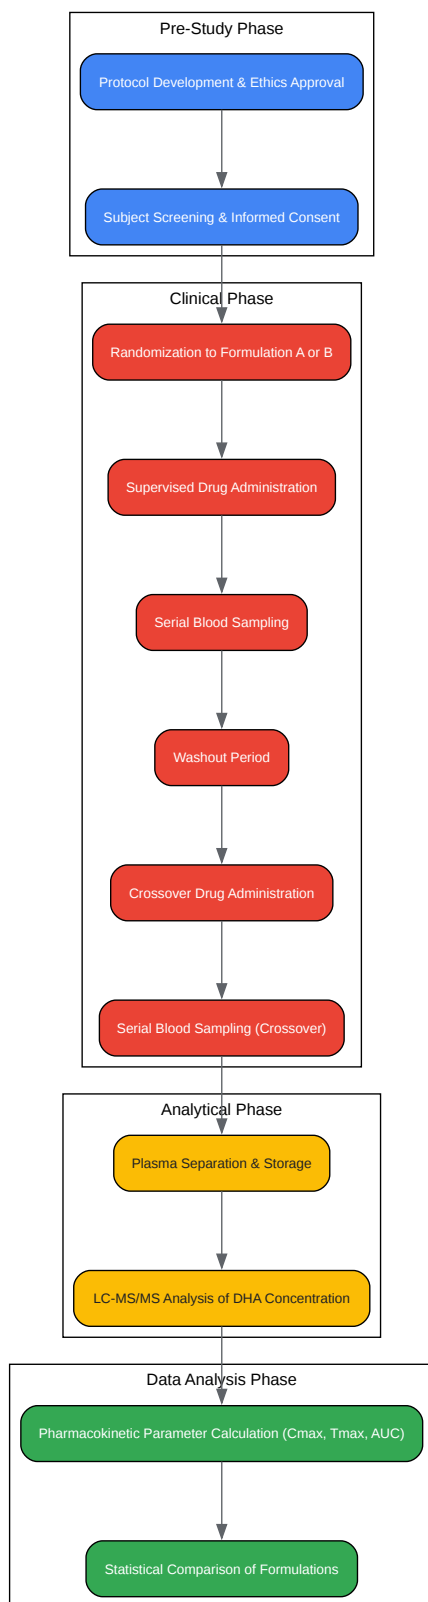 Pre-Study Phase
Protocol Development & Ethics Approval
Subject Screening & Informed Consent
Clinical Phase
Randomization to Formulation A or B
Supervised Drug Administration
Serial Blood Sampling
Washout Period
Crossover Drug Administration
Serial Blood Sampling (Crossover)
Analytical Phase
Plasma Separation & Storage
LC-MS/MS Analysis of DHA Concentration
Data Analysis Phase
Pharmacokinetic Parameter Calculation (Cmax, Tmax, AUC)
Statistical Comparison of Formulations